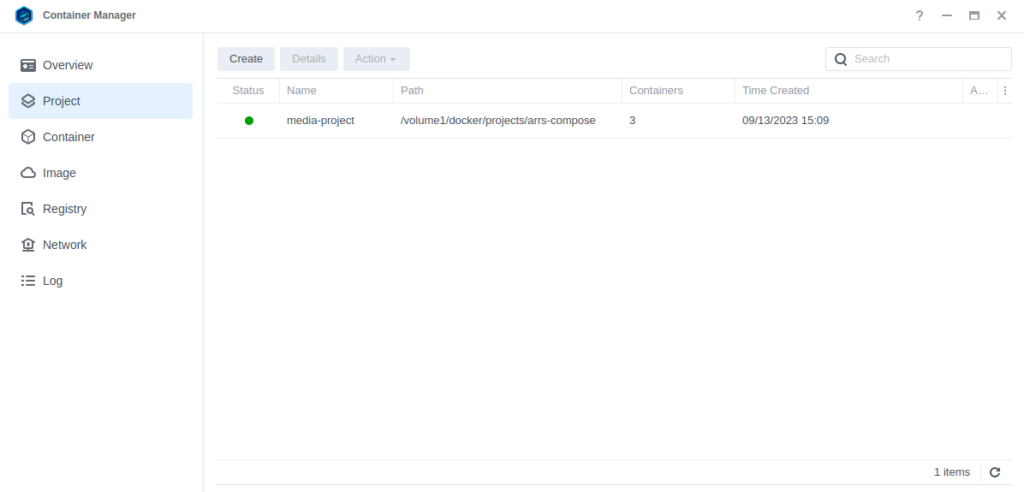 Container Manager
?
Overview
Project
Container
Image
Registry
Network
Log
Create Details Action
Search
Status Name Path Containers Time Created A...
media-project /volume1/docker/projects/arrs-compose 3 09/13/2023 15:09
1 items